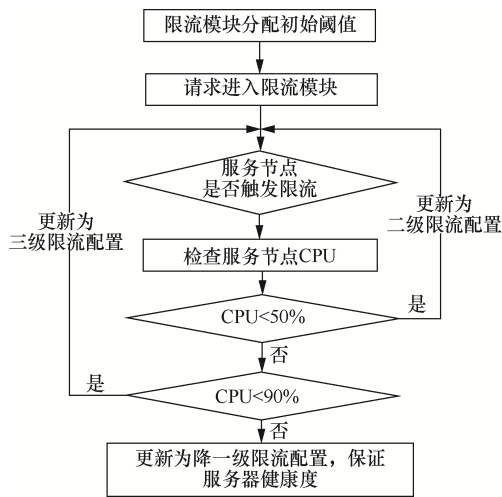 限流模块分配初始阈值
请求进入限流模块
服务节点
是否触发限流
更新为
三级限流配置
更新为
二级限流配置
检查服务节点CPU
CPU<50%
是
否
CPU<90%
是
否
更新为降一级限流配置，保证
服务器健康度